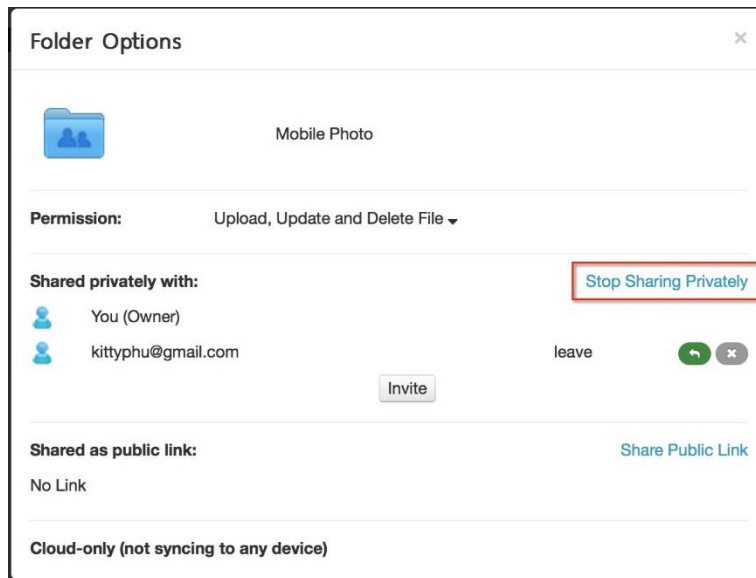 Folder Options
Mobile Photo
Permission: Upload, Update and Delete File
Shared privately with: Stop Sharing Privately
You (Owner)
kittyphu@gmail.com leave
Invite
Shared as public link: Share Public Link
No Link
Cloud-only (not syncing to any device)